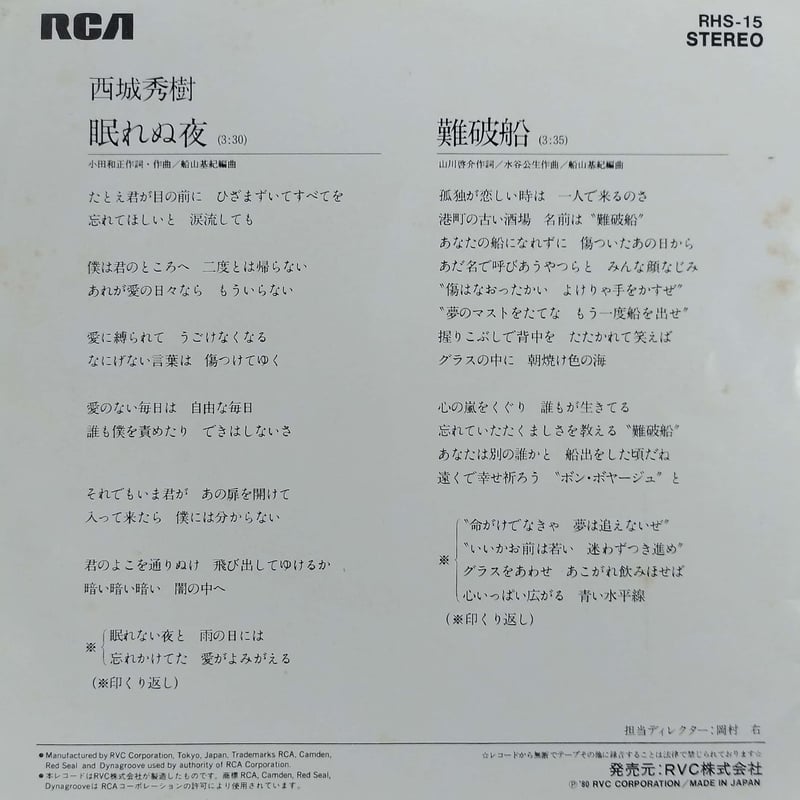 RCA
RHS-15
STEREO
西城秀樹
眠れぬ夜 (3:30)
小田和正作詞・作曲／船山基紀編曲
たとえ君が目の前に　ひざまずいてすべてを
忘れてほしいと　涙流しても
僕は君のところへ　二度とは帰らない
あれが愛の日々なら　もういらない
愛に縛られて　うごけなくなる
なにげない言葉は　傷つけてゆく
愛のない毎日は　自由な毎日
誰も僕を責めたり　できはしないさ
それでもいま君が　あの扉を開けて
入って来たら　僕には分からない
君のよこを通りぬけ　飛び出してゆけるか
暗い暗い暗い　闇の中へ
※眠れない夜と　雨の日には
忘れかけてた　愛がよみがえる
（※印くり返し）
難破船 (3:35)
山川啓介作詞／水谷公生作曲／船山基紀編曲
孤独が恋しい時は　一人で来るのさ
港町の古い酒場　名前は〝難破船〟
あなたの船になれずに　傷ついたあの日から
あだ名で呼びあうやつらと　みんな顔なじみ
〝傷はなおったかい　よけりゃ手をかすぜ〟
〝夢のマストをたてな　もう一度船を出せ〟
握りこぶしで背中を　たたかれて笑えば
グラスの中に　朝焼け色の海
心の嵐をくぐり　誰もが生きてる
忘れていたたくましさを教える〝難破船〟
あなたは別の誰かと　船出をした頃だね
遠くで幸せ祈ろう　〝ボン・ボヤージュ〟と
〝命がけでなきゃ　夢は追えないぜ〟
〝いいかお前は若い　迷わずつき進め〟
※グラスをあわせ　あこがれ飲みほせば
心いっぱい広がる　青い水平線
（※印くり返し）
担当ディレクター：岡村　右
●Manufactured by RVC Corporation, Tokyo, Japan, Trademarks RCA, Camden,
Red Seal and Dynagroove used by authority of RCA Corporation.
●本レコードはRVC株式会社が製造したものです。商標RCA, Camden, Red Seal,
DynagrooveはRCAコーポレーションの許可により使用されています。
☆レコードから無断でテープその他に録音することは法律で禁じられております☆
発売元：RVC株式会社
Ⓟ'80 RVC CORPORATION/MADE IN JAPAN